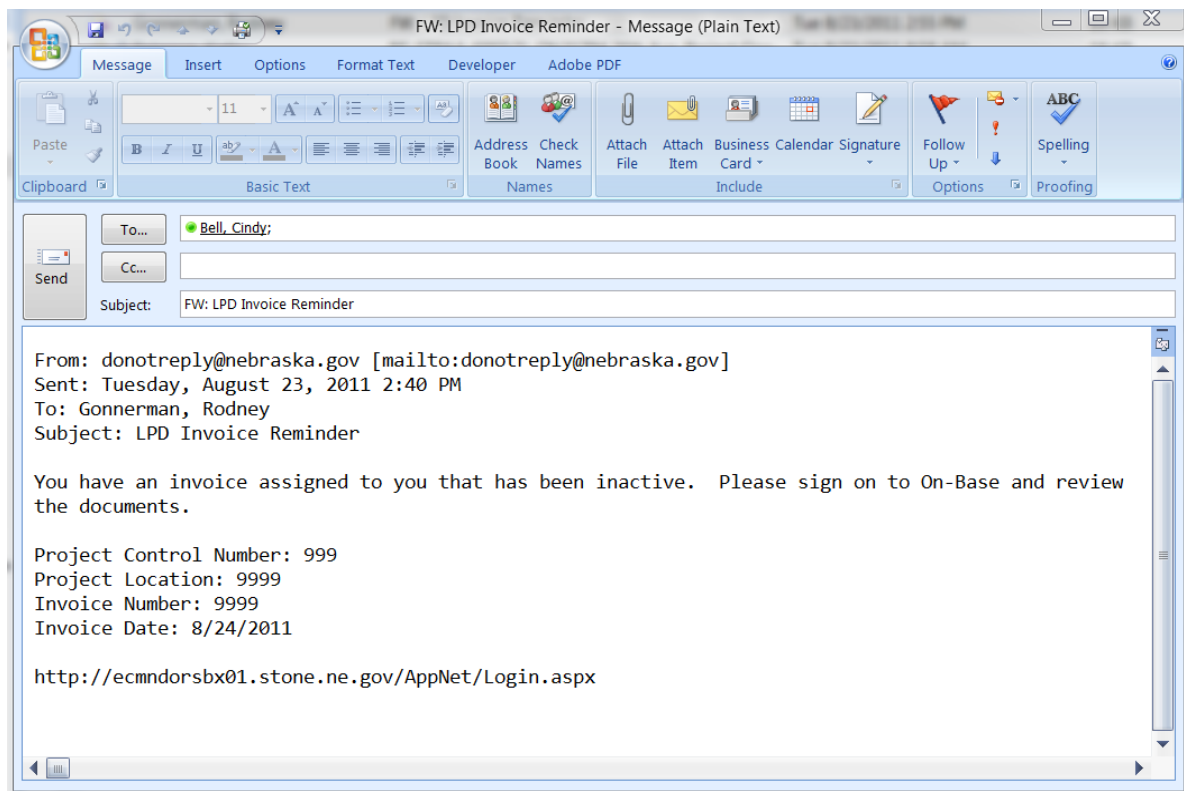 FW: LPD Invoice Reminder - Message (Plain Text)
Message Insert Options Format Text Developer Adobe PDF
11
Paste
B I U
Address Book
Check Names
Attach File
Attach Item
Business Card
Calendar
Signature
Follow Up
ABC
Spelling
Clipboard Basic Text Names Include Options Proofing
To... Bell, Cindy;
Cc...
Send
Subject: FW: LPD Invoice Reminder
From: donotreply@nebraska.gov [mailto:donotreply@nebraska.gov]
Sent: Tuesday, August 23, 2011 2:40 PM
To: Gonnerman, Rodney
Subject: LPD Invoice Reminder
You have an invoice assigned to you that has been inactive.  Please sign on to On-Base and review
the documents.
Project Control Number: 999
Project Location: 9999
Invoice Number: 9999
Invoice Date: 8/24/2011
http://ecmndorsbx01.stone.ne.gov/AppNet/Login.aspx